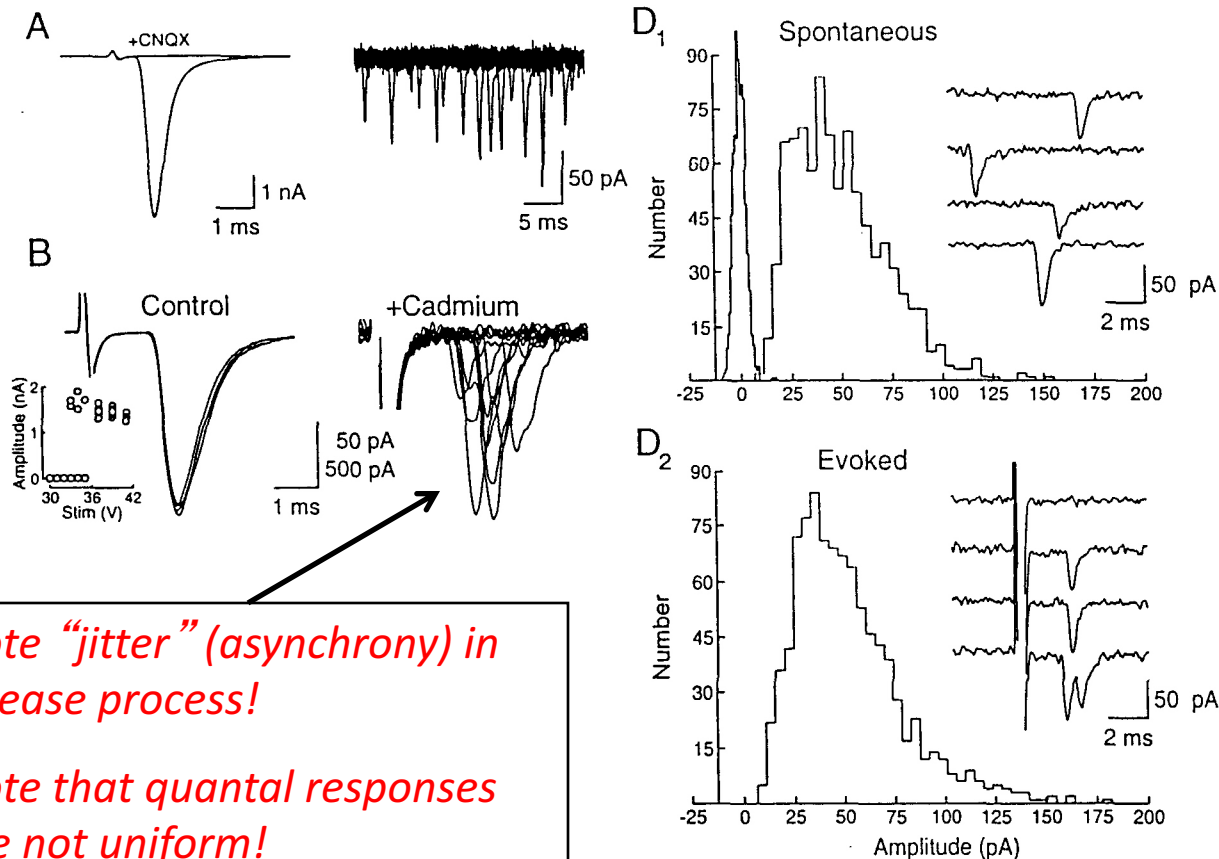 A
+CNQX
1 nA
1 ms
50 pA
5 ms
B
Control
+Cadmium
Amplitude (nA)
2
1
0
30 36 42
Stim (V)
50 pA
500 pA
1 ms
ote “jitter” (asynchrony) in
ease process!
ote that quantal responses
e not uniform!
D1
Spontaneous
Number
90
75
60
45
30
15
-25 0 25 50 75 100 125 150 175 200
50 pA
2 ms
D2
Evoked
Number
90
75
60
45
30
15
-25 0 25 50 75 100 125 150 175 200
Amplitude (pA)
50 pA
2 ms